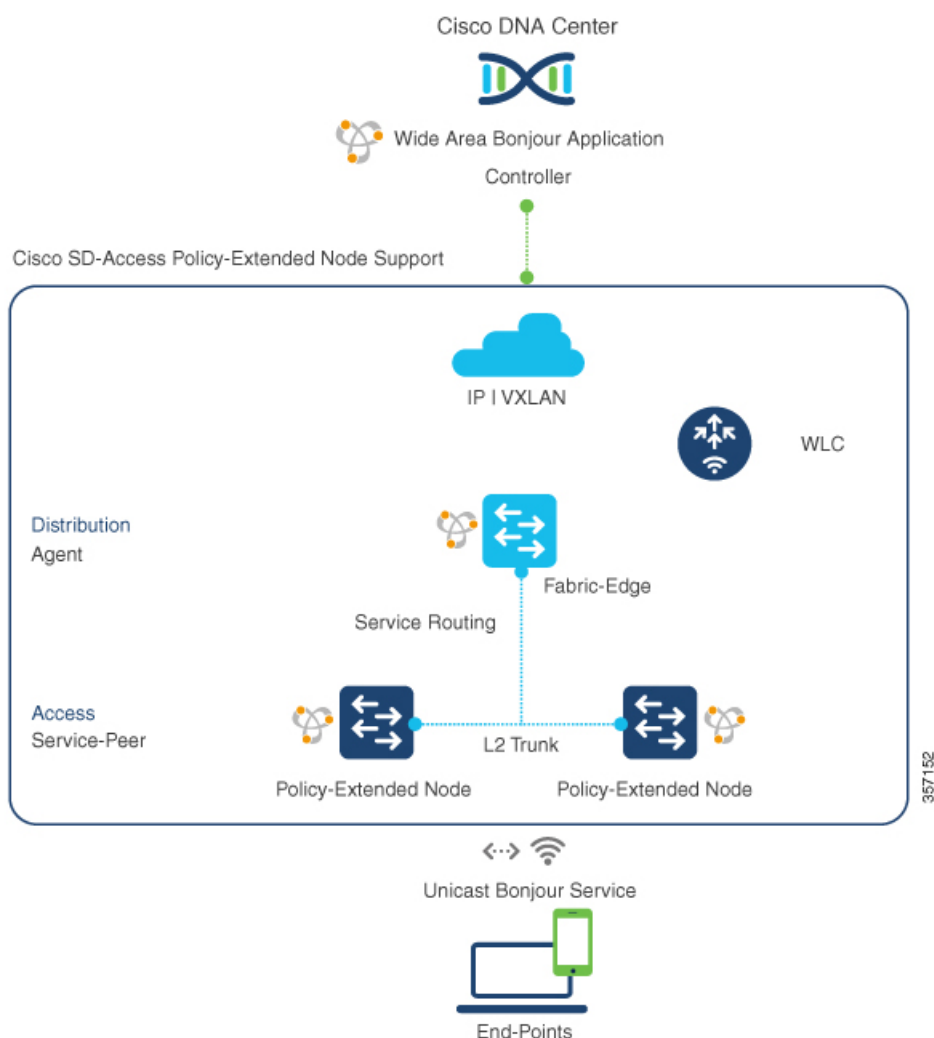 Cisco DNA Center
Wide Area Bonjour Application
Controller
Cisco SD-Access Policy-Extended Node Support
IP | VXLAN
WLC
Distribution
Agent
Fabric-Edge
Service Routing
Access
Service-Peer
L2 Trunk
Policy-Extended Node
Policy-Extended Node
357152
Unicast Bonjour Service
End-Points